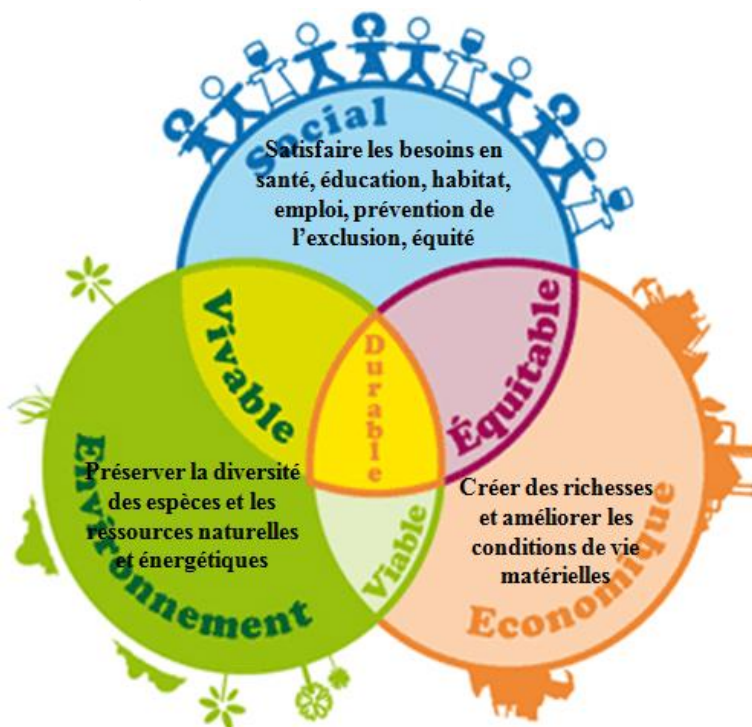 Social
Satisfaire les besoins en
santé, éducation, habitat,
emploi, prévention de
l'exclusion, équité
Vivable
Durable
Équitable
Environnement
Préserver la diversité
des espèces et les
ressources naturelles
et énergétiques
Viable
Créer des richesses
et améliorer les
conditions de vie
matérielles
Economique